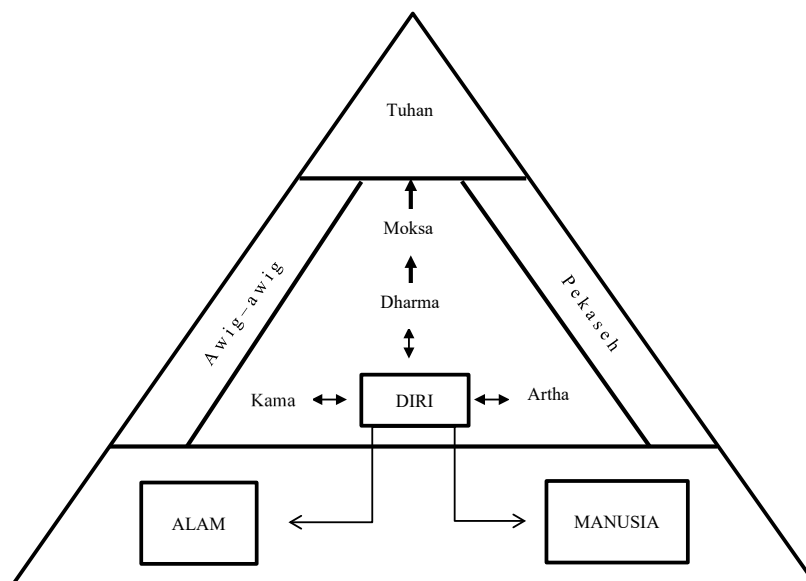 Tuhan
Moksa
Awig–awig
Pekaseh
Dharma
Kama
DIRI
Artha
ALAM
MANUSIA